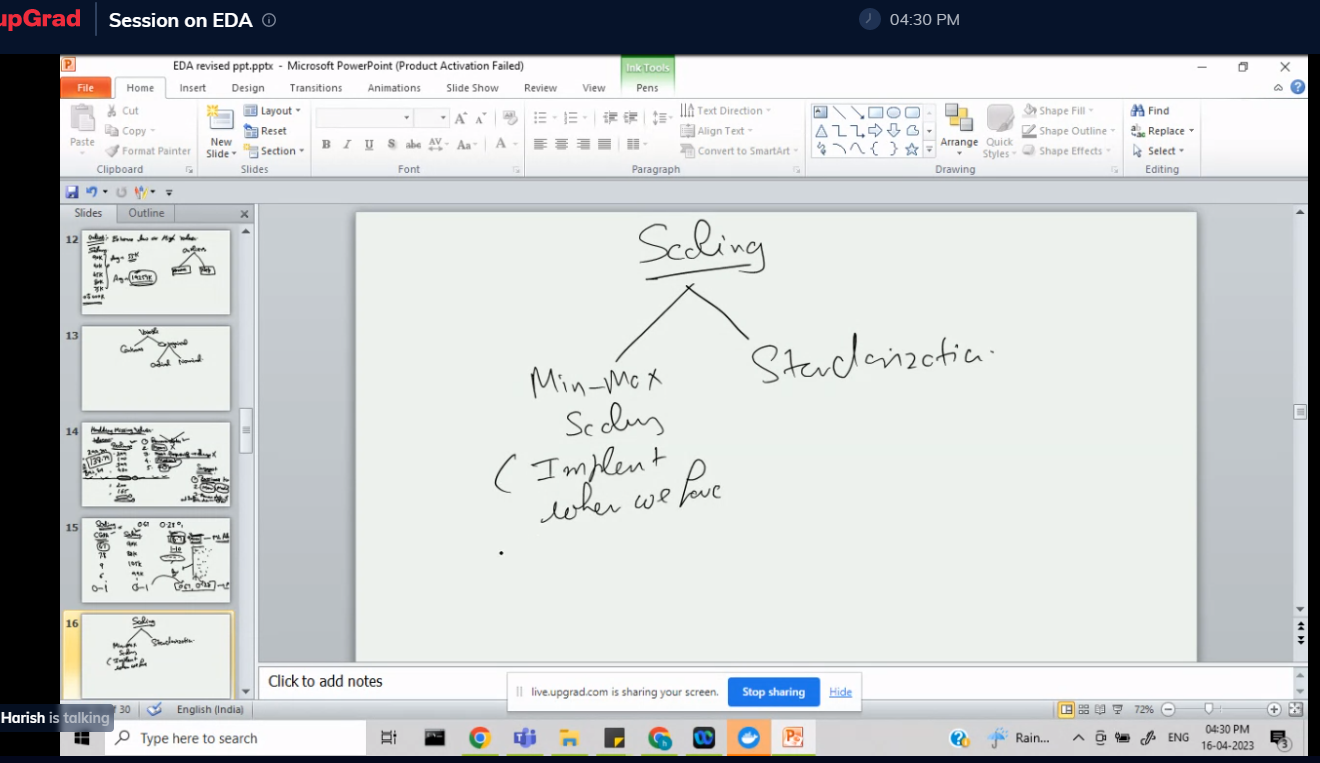 upGrad
Session on EDA
04:30 PM
EDA revised ppt.pptx - Microsoft PowerPoint (Product Activation Failed)
Ink Tools
File Home Insert Design Transitions Animations Slide Show Review View Pens
Cut
Copy
Format Painter
Paste
Clipboard
New Slide
Layout
Reset
Section
Slides
Font
Text Direction
Align Text
Convert to SmartArt
Paragraph
Arrange
Quick Styles
Shape Fill
Shape Outline
Shape Effects
Drawing
Find
Replace
Select
Editing
Slides Outline
12
13
14
15
16
Scaling
Min-Max
Scaling
Standarization
(Implent
when we have
Click to add notes
live.upgrad.com is sharing your screen.
Stop sharing
Hide
Harish is talking
30
English (India)
72%
Type here to search
Rain...
ENG
04:30 PM
16-04-2023
3